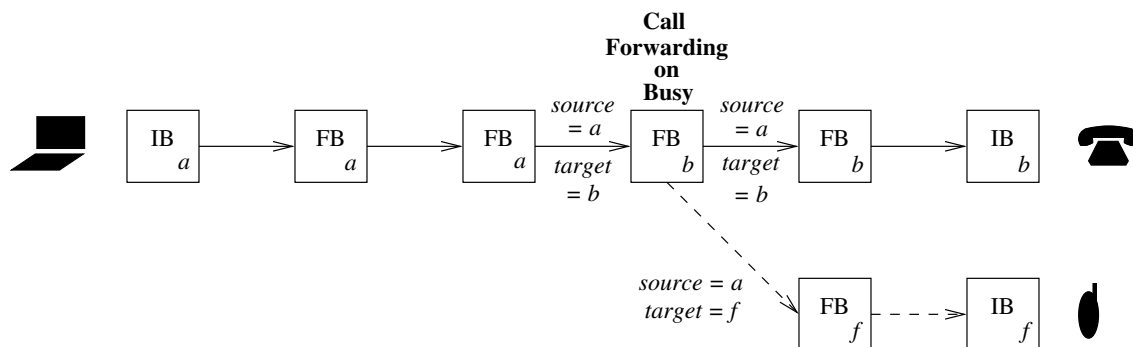 Call
Forwarding
on
Busy
source
= a
target
= b
source
= a
target
= b
IB
a
FB
a
FB
a
FB
b
FB
b
IB
b
source = a
target = f
FB
f
IB
f